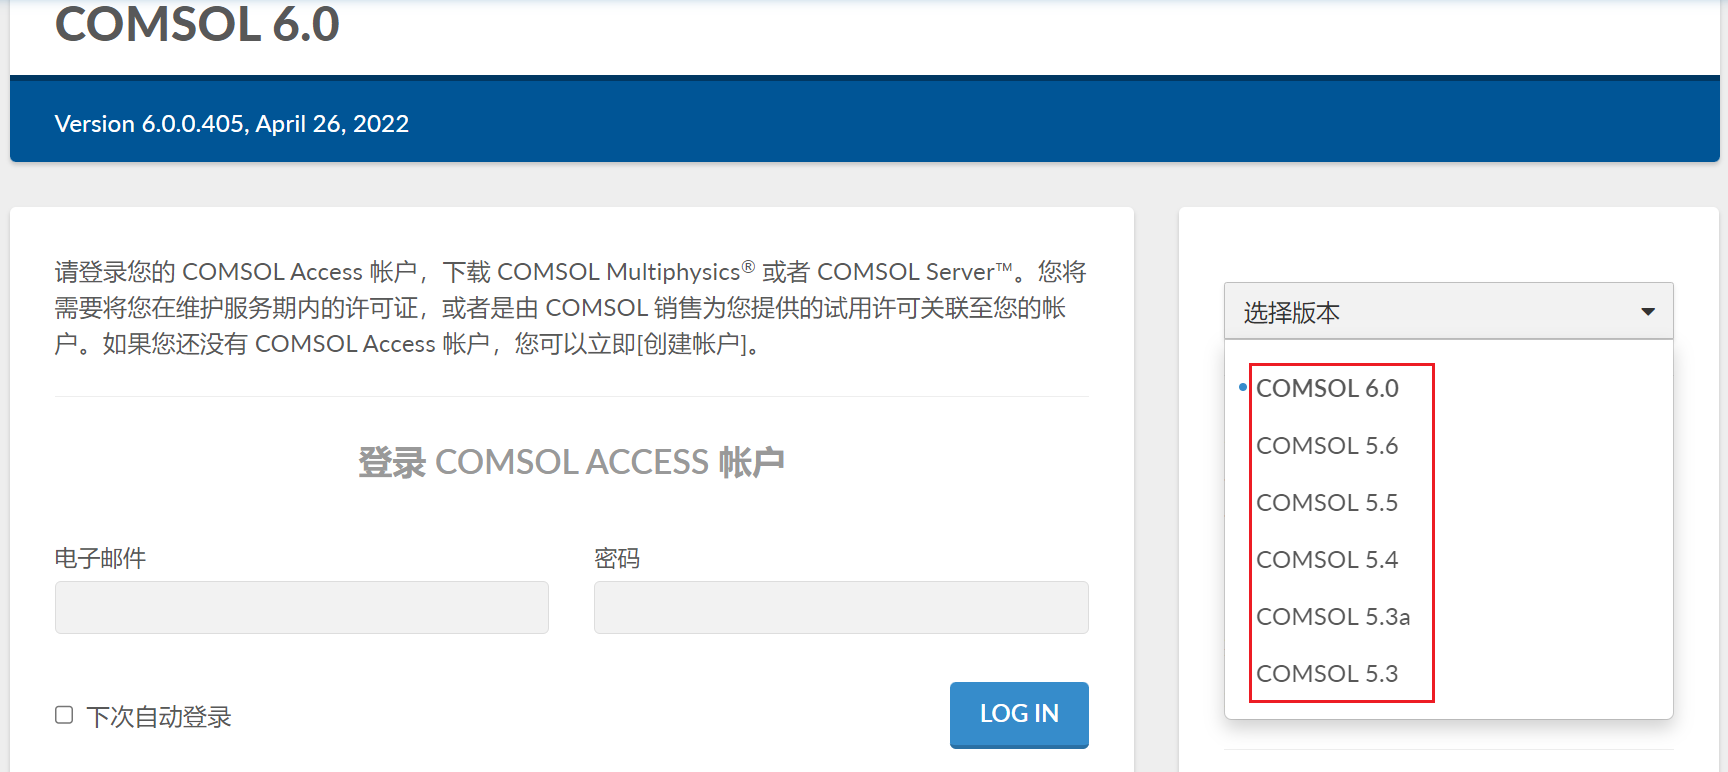 COMSOL 6.0
Version 6.0.0.405, April 26, 2022
请登录您的 COMSOL Access 帐户，下载 COMSOL Multiphysics® 或者 COMSOL Server™。您将
需要将您在维护服务期内的许可证，或者是由 COMSOL 销售为您提供的试用许可关联至您的帐
户。如果您还没有 COMSOL Access 帐户，您可以立即[创建帐户]。
登录 COMSOL ACCESS 帐户
电子邮件
密码
下次自动登录
LOG IN
选择版本
COMSOL 6.0
COMSOL 5.6
COMSOL 5.5
COMSOL 5.4
COMSOL 5.3a
COMSOL 5.3